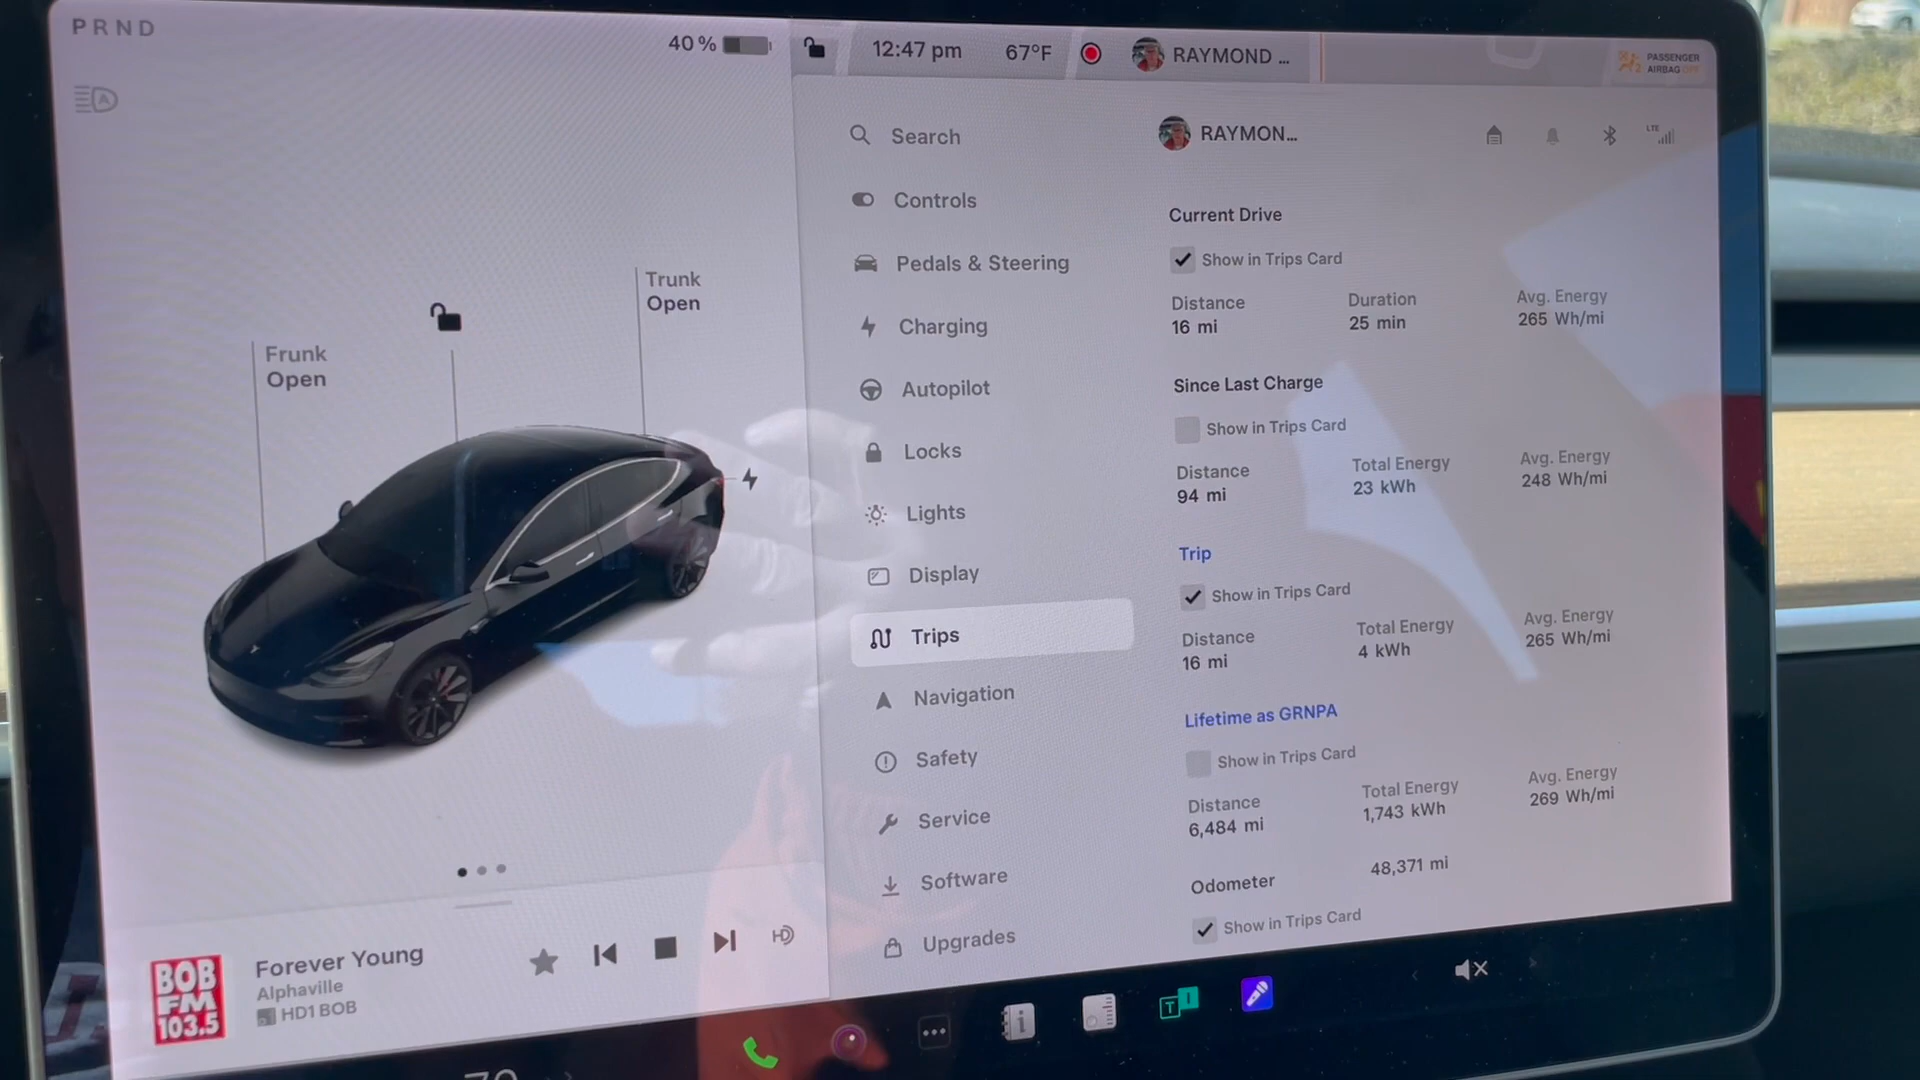 PRND
40 %
12:47 pm
67°F
RAYMOND ...
PASSENGER
AIRBAG OFF
Frunk
Open
Trunk
Open
Search
Controls
Pedals & Steering
Charging
Autopilot
Locks
Lights
Display
Trips
Navigation
Safety
Service
Software
Upgrades
RAYMON...
LTE
Current Drive
Show in Trips Card
Distance Duration Avg. Energy
16 mi 25 min 265 Wh/mi
Since Last Charge
Show in Trips Card
Distance Total Energy Avg. Energy
94 mi 23 kWh 248 Wh/mi
Trip
Show in Trips Card
Distance Total Energy Avg. Energy
16 mi 4 kWh 265 Wh/mi
Lifetime as GRNPA
Show in Trips Card
Distance Total Energy Avg. Energy
6,484 mi 1,743 kWh 269 Wh/mi
Odometer 48,371 mi
Show in Trips Card
BOB
FM
103.5
Forever Young
Alphaville
HD1 BOB
HD
T I